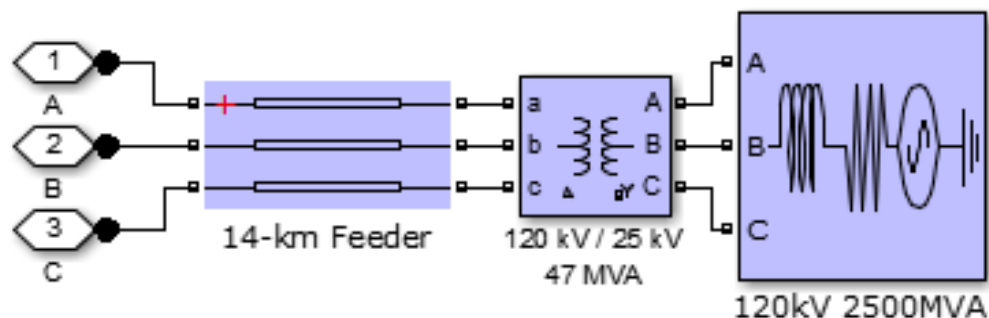 1
A
2
B
3
C
14-km Feeder
a A
b B
c C
120 kV / 25 kV
47 MVA
A
B
C
120kV 2500MVA